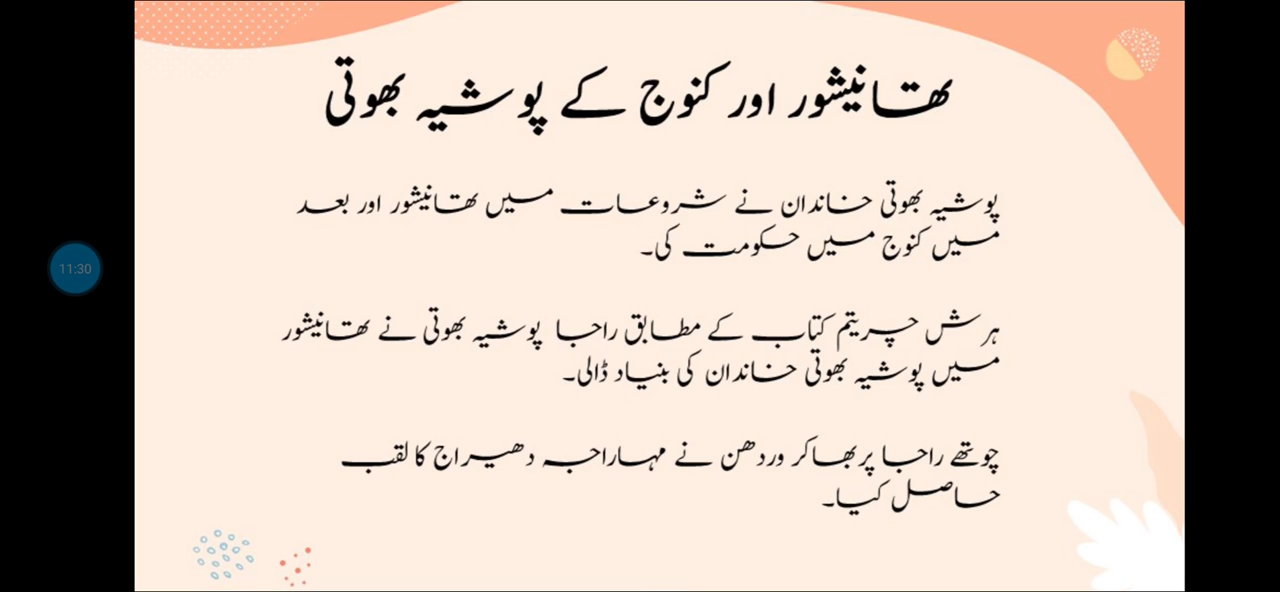 تھانیشور اور کنوج کے پوشیہ بھوتی
پوشیہ بھوتی خاندان نے شروعات میں تھانیشور اور بعد
میں کنوج میں حکومت کی۔
ہرش چریتم کتاب کے مطابق راجا پوشیہ بھوتی نے تھانیشور
میں پوشیہ بھوتی خاندان کی بنیاد ڈالی۔
چوتھے راجا پربھاکر وردھن نے مہاراجہ دھیراج کا لقب
حاصل کیا۔
11:30